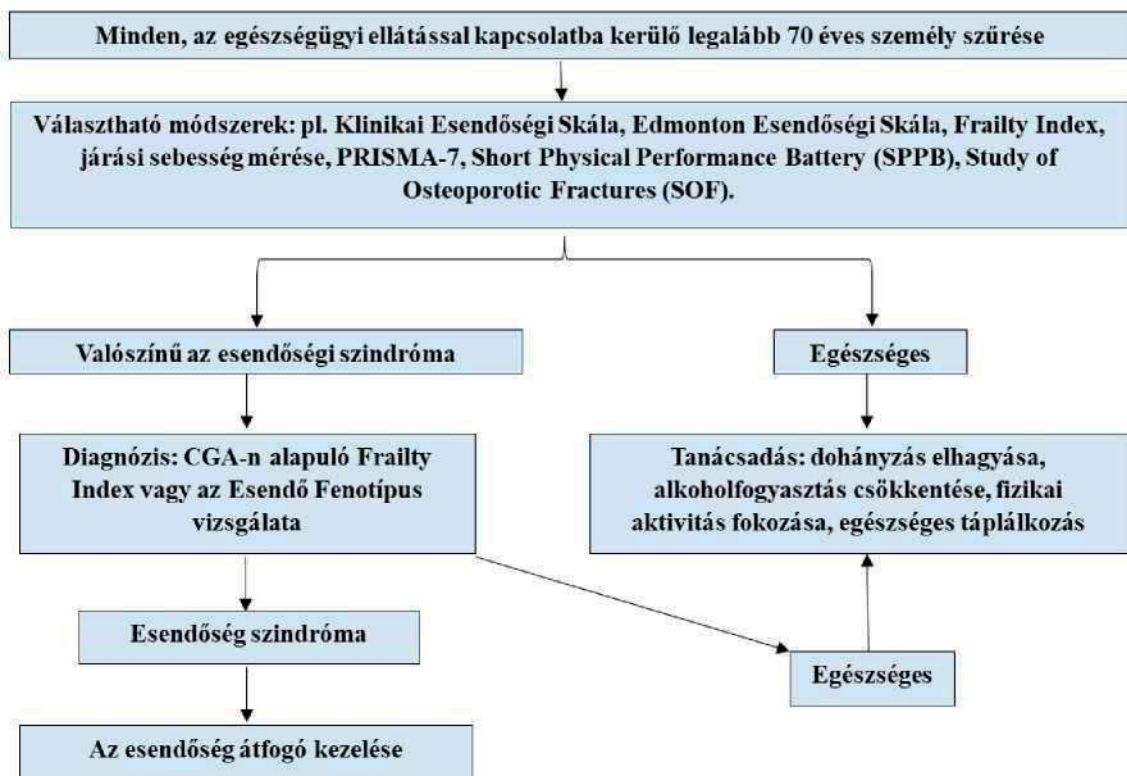 Minden, az egészségügyi ellátással kapcsolatba kerülő legalább 70 éves személy szűrése
Választható módszerek: pl. Klinikai Esendőségi Skála, Edmonton Esendőségi Skála, Frailty Index,
járási sebesség mérése, PRISMA-7, Short Physical Performance Battery (SPPB), Study of
Osteoporotic Fractures (SOF).
Valószínű az esendőségi szindróma
Egészséges
Diagnózis: CGA-n alapuló Frailty
Index vagy az Esendő Fenotípus
vizsgálata
Tanácsadás: dohányzás elhagyása,
alkoholfogyasztás csökkentése, fizikai
aktivitás fokozása, egészséges táplálkozás
Esendőség szindróma
Egészséges
Az esendőség átfogó kezelése